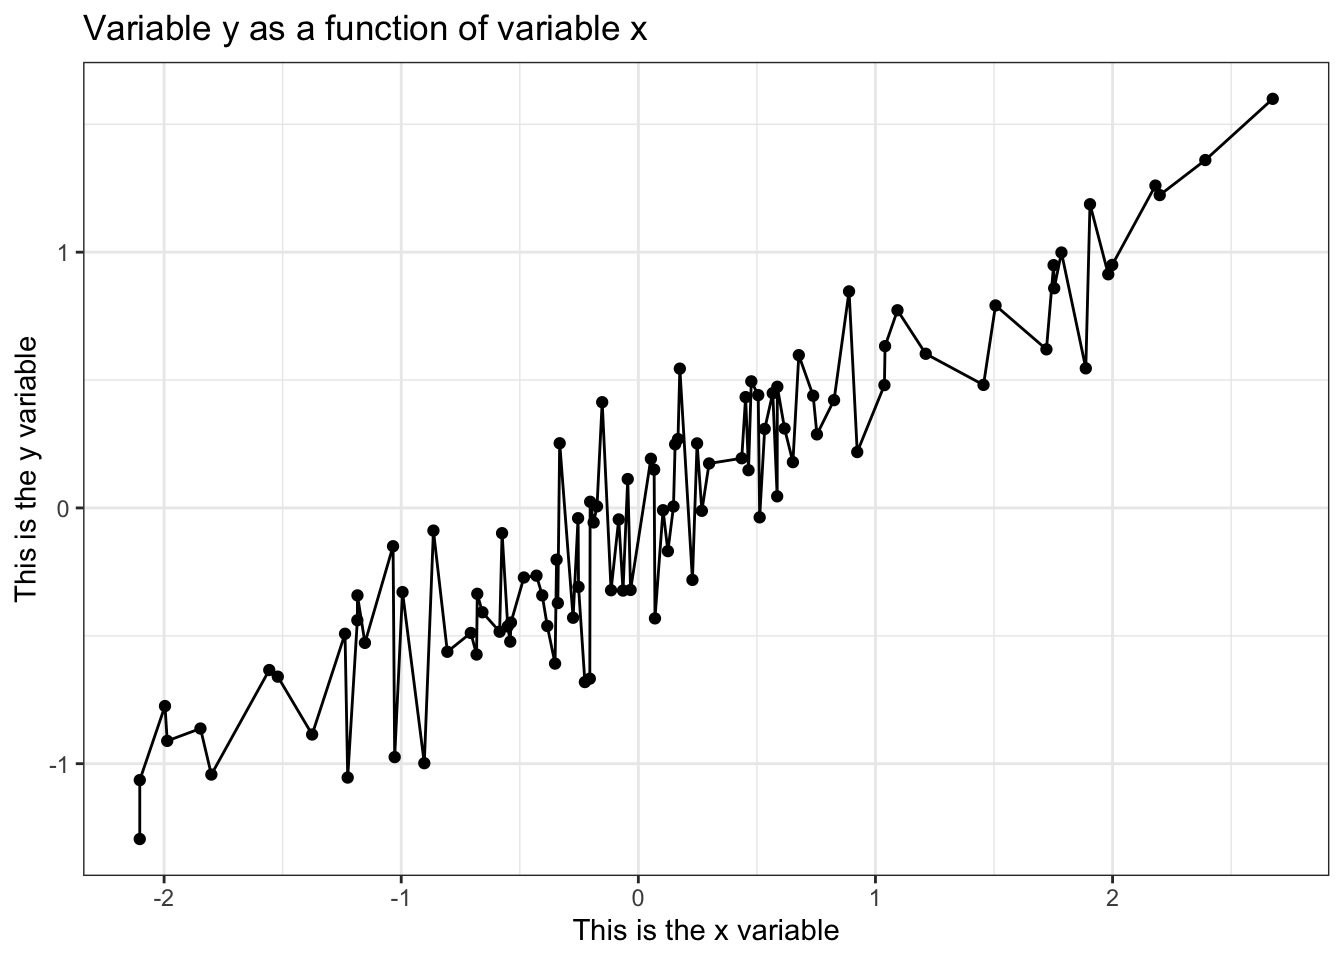 Variable y as a function of variable x
This is the y variable
1
0
-1
-2
-1
0
1
2
This is the x variable